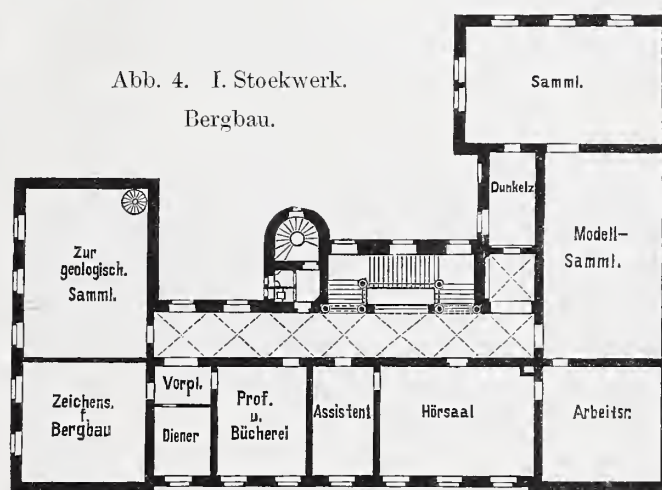 Abb. 4. I. Stockwerk.
Bergbau.
Samml.
Dunkelz
Modell-
Samml.
Zur
geologisch.
Samml.
Zeichens.
f.
Bergbau
Vorpl.
Diener
Prof.
u.
Bücherei
Assistent
Hörsaal
Arbeitsr.